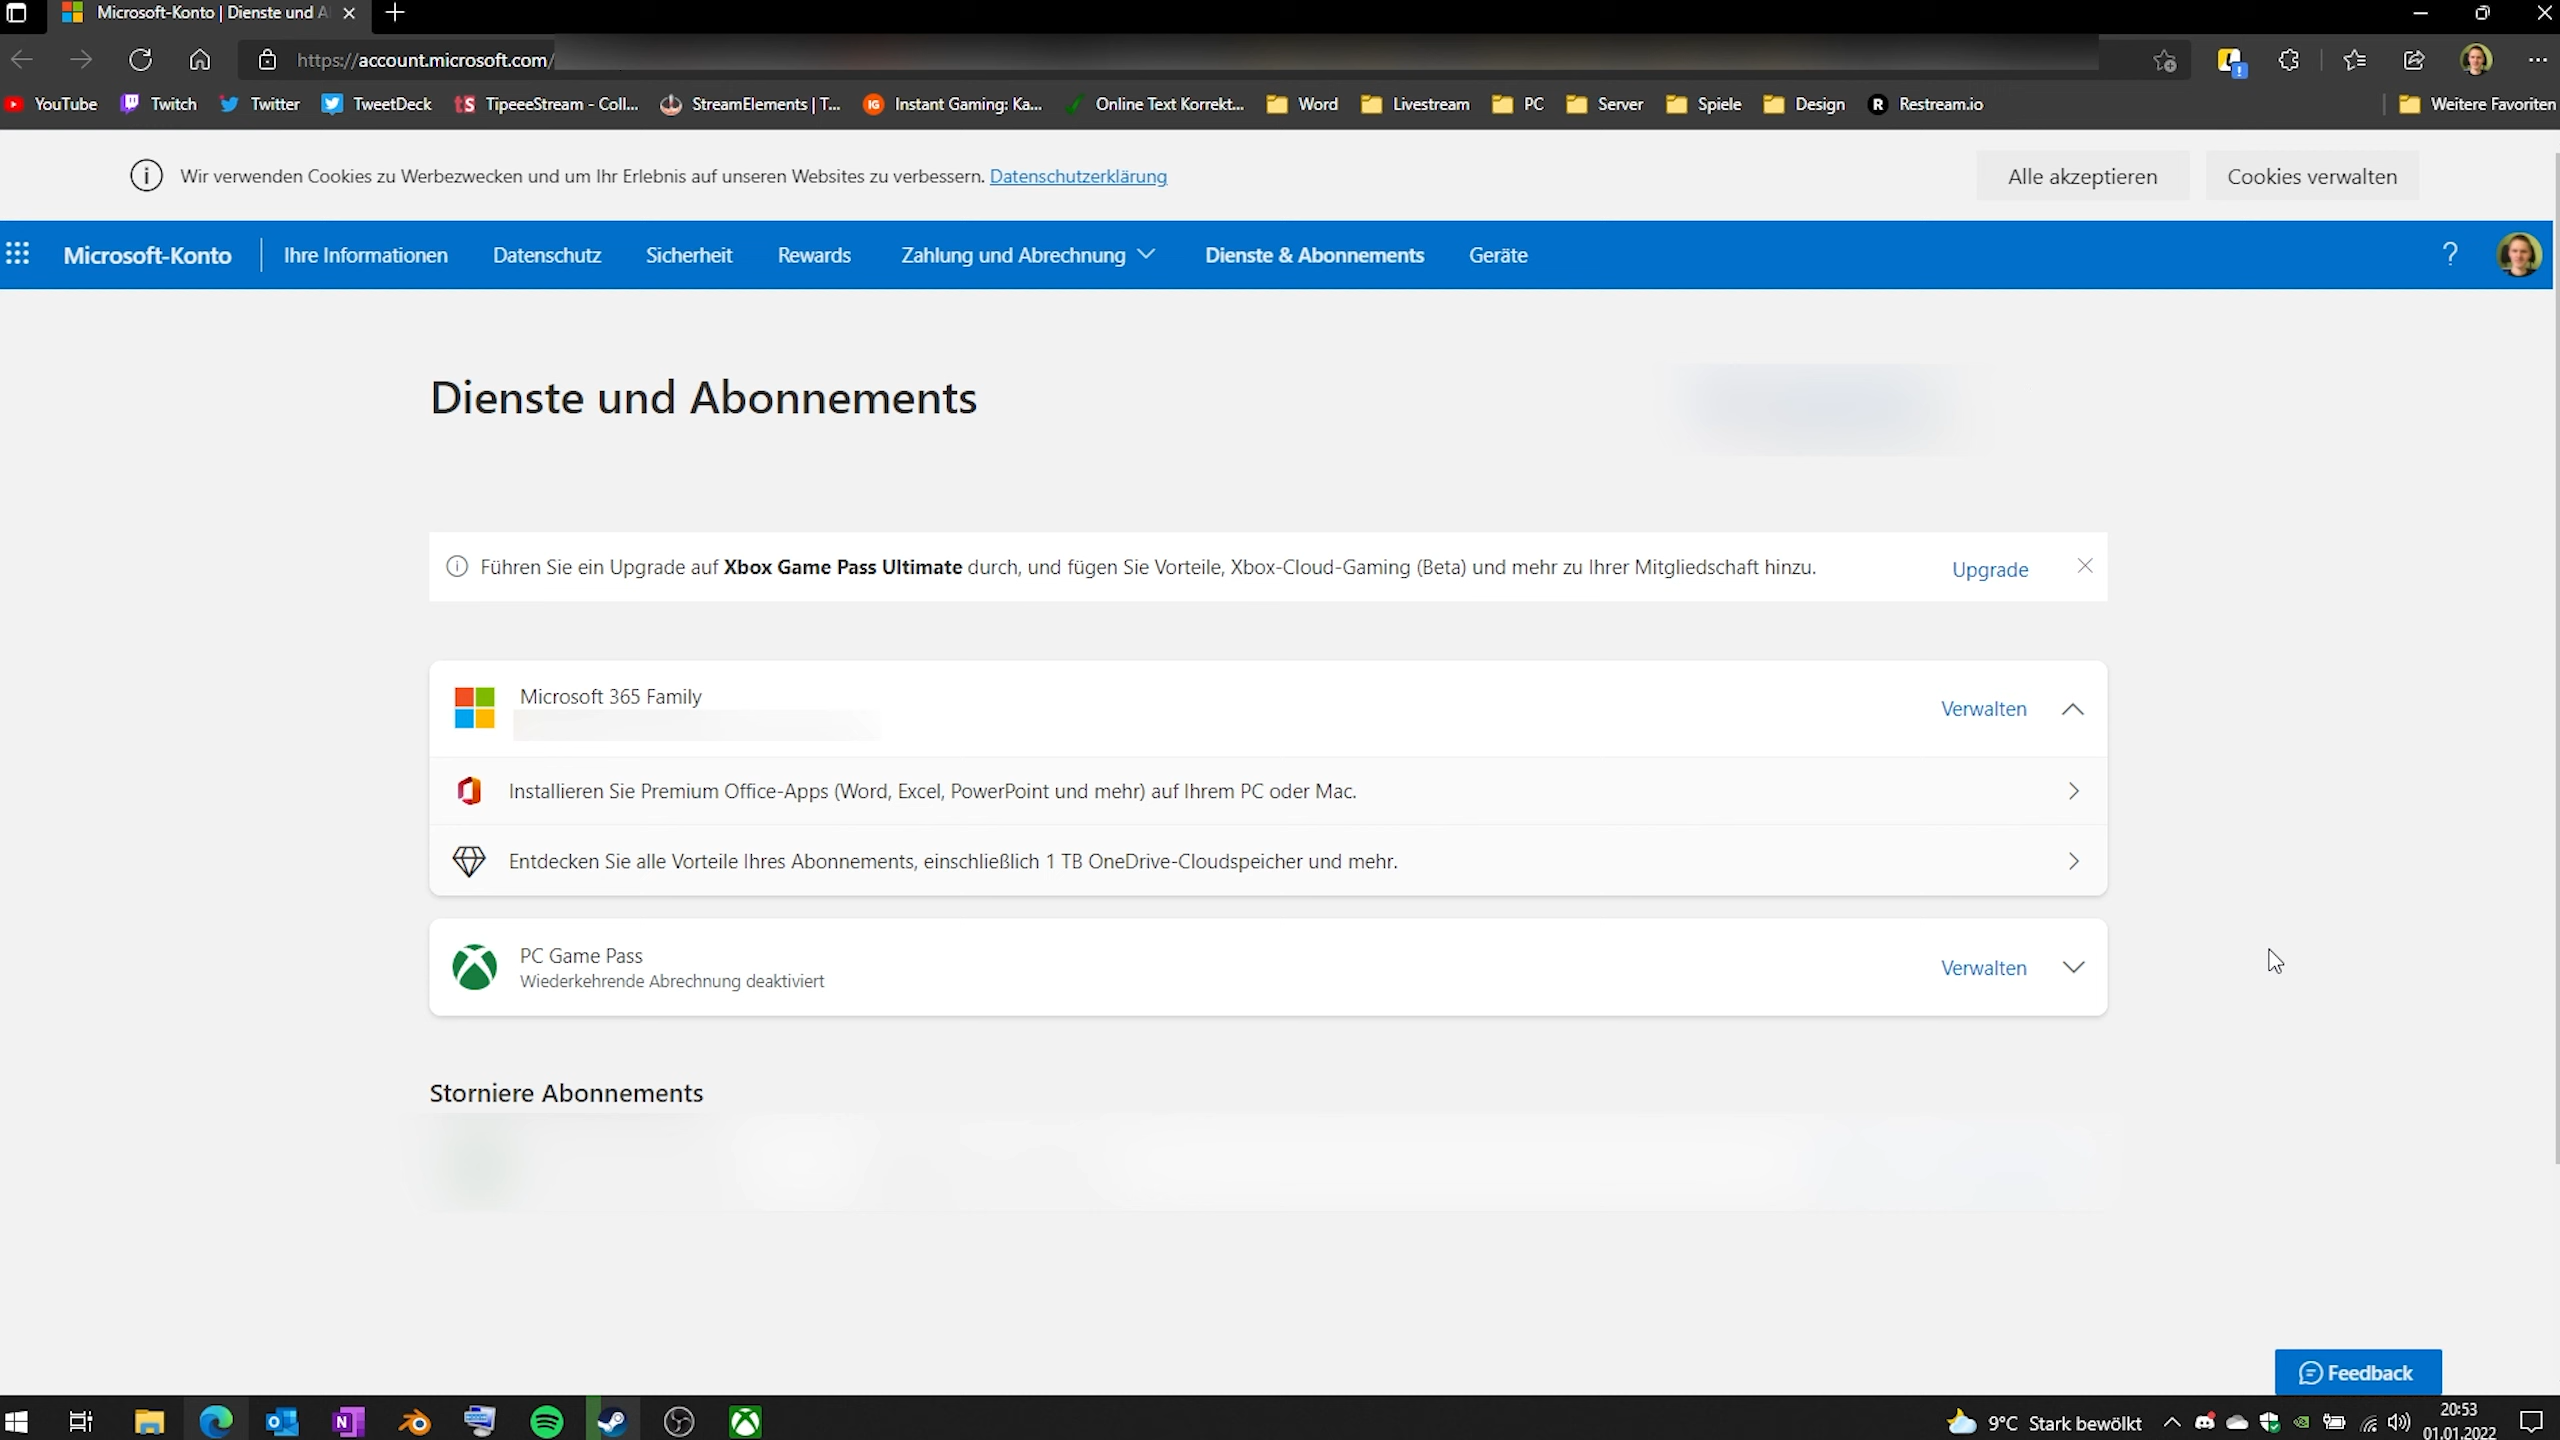 Microsoft-Konto | Dienste und A
https://account.microsoft.com/
YouTube
Twitch
Twitter
TweetDeck
TipeeeStream - Coll...
StreamElements | T...
Instant Gaming: Ka...
Online Text Korrekt...
Word
Livestream
PC
Server
Spiele
Design
Restream.io
Weitere Favoriten
Wir verwenden Cookies zu Werbezwecken und um Ihr Erlebnis auf unseren Websites zu verbessern. Datenschutzerklärung
Alle akzeptieren
Cookies verwalten
Microsoft-Konto
Ihre Informationen
Datenschutz
Sicherheit
Rewards
Zahlung und Abrechnung
Dienste & Abonnements
Geräte
?
Dienste und Abonnements
Führen Sie ein Upgrade auf Xbox Game Pass Ultimate durch, und fügen Sie Vorteile, Xbox-Cloud-Gaming (Beta) und mehr zu Ihrer Mitgliedschaft hinzu.
Upgrade
Microsoft 365 Family
Verwalten
Installieren Sie Premium Office-Apps (Word, Excel, PowerPoint und mehr) auf Ihrem PC oder Mac.
Entdecken Sie alle Vorteile Ihres Abonnements, einschließlich 1 TB OneDrive-Cloudspeicher und mehr.
PC Game Pass
Wiederkehrende Abrechnung deaktiviert
Verwalten
Storniere Abonnements
Feedback
9°C Stark bewölkt
20:53
01.01.2022